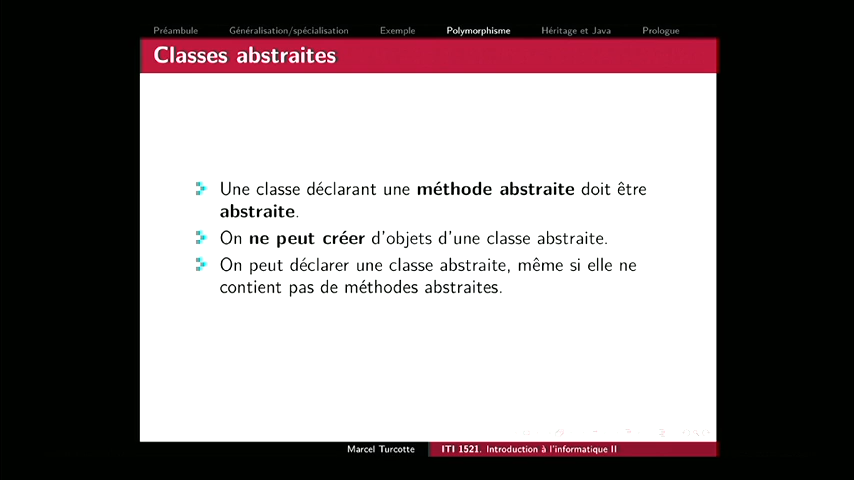 Préambule Généralisation/spécialisation Exemple Polymorphisme Héritage et Java Prologue
Classes abstraites
Une classe déclarant une méthode abstraite doit être
abstraite.
On ne peut créer d'objets d'une classe abstraite.
On peut déclarer une classe abstraite, même si elle ne
contient pas de méthodes abstraites.
Marcel Turcotte ITI 1521. Introduction à l'informatique II